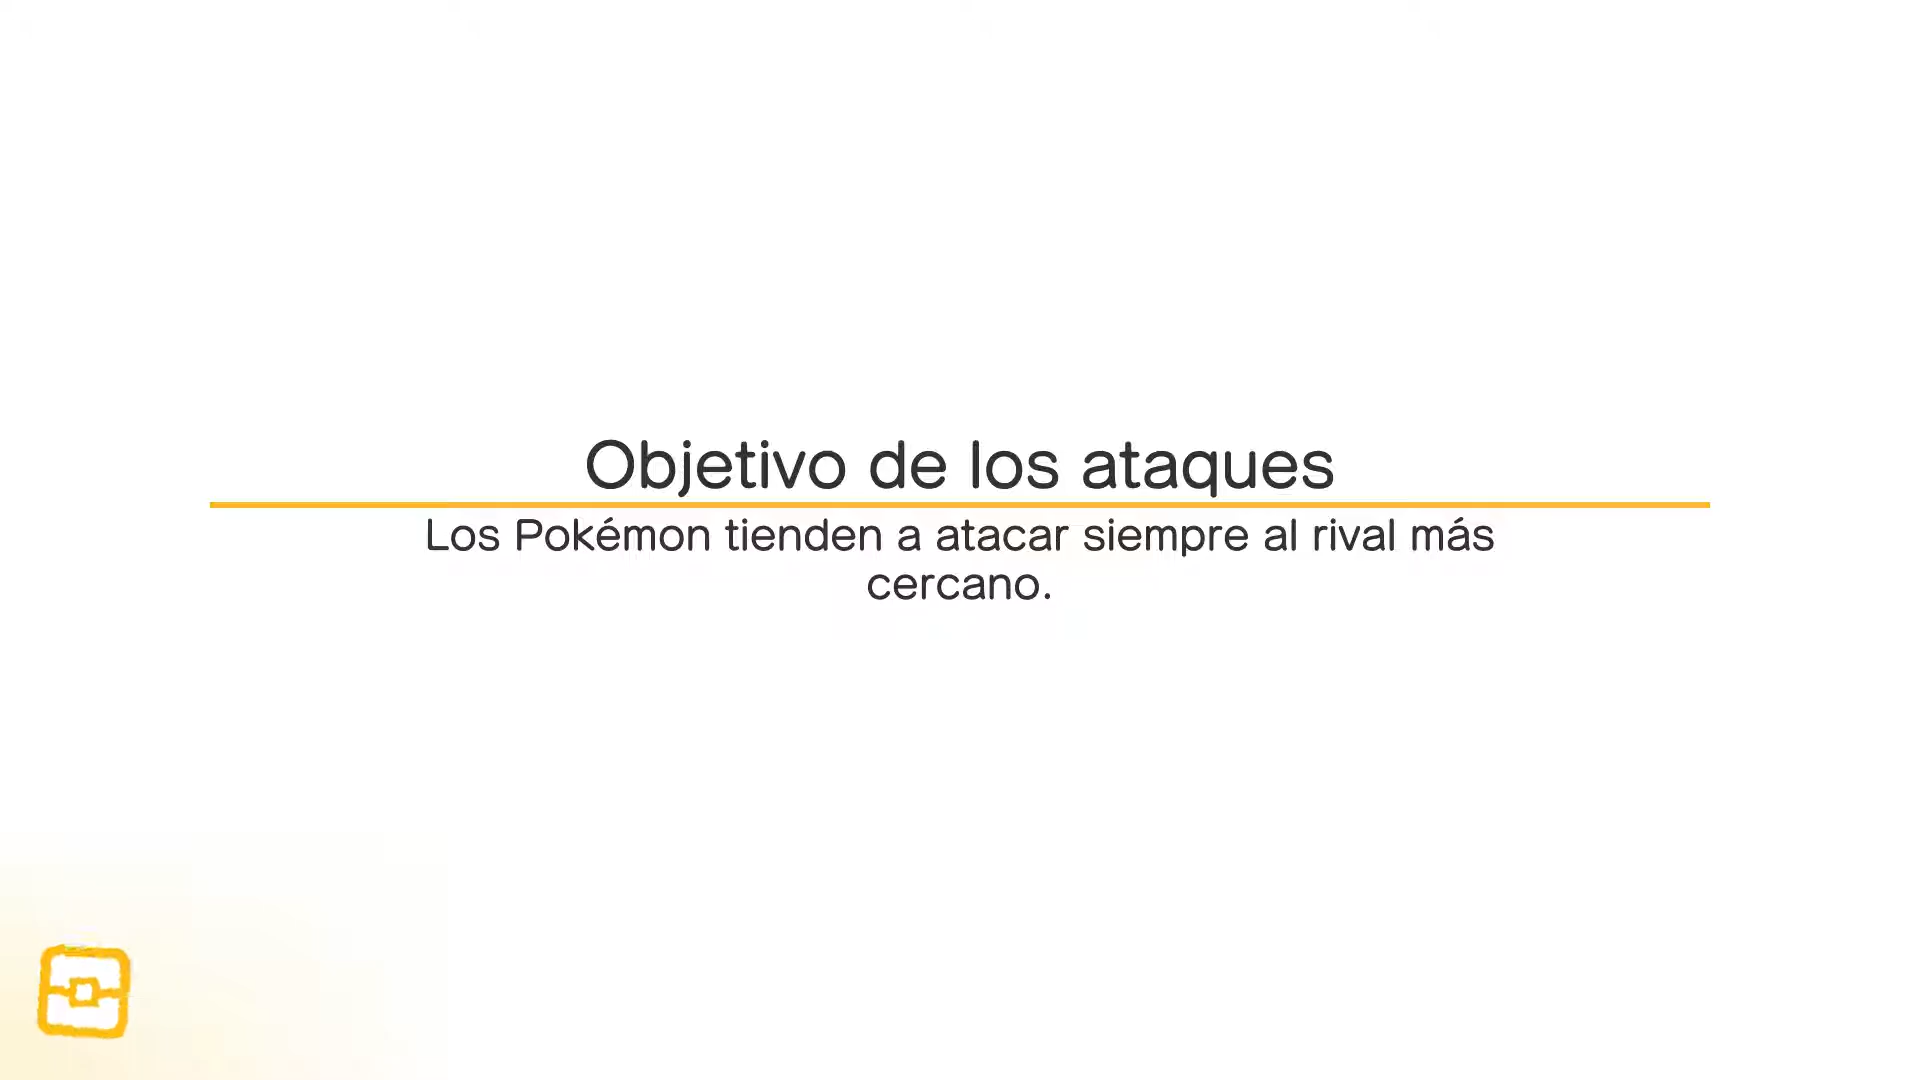 Objetivo de los ataques
Los Pokémon tienden a atacar siempre al rival más
cercano.